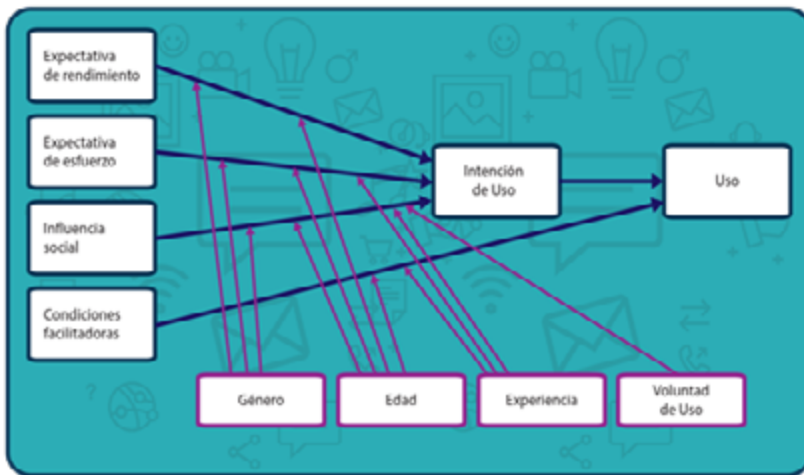 Expectativa
de rendimiento
Expectativa
de esfuerzo
Influencia
social
Condiciones
facilitadoras
Intención
de Uso
Uso
Género
Edad
Experiencia
Voluntad
de Uso